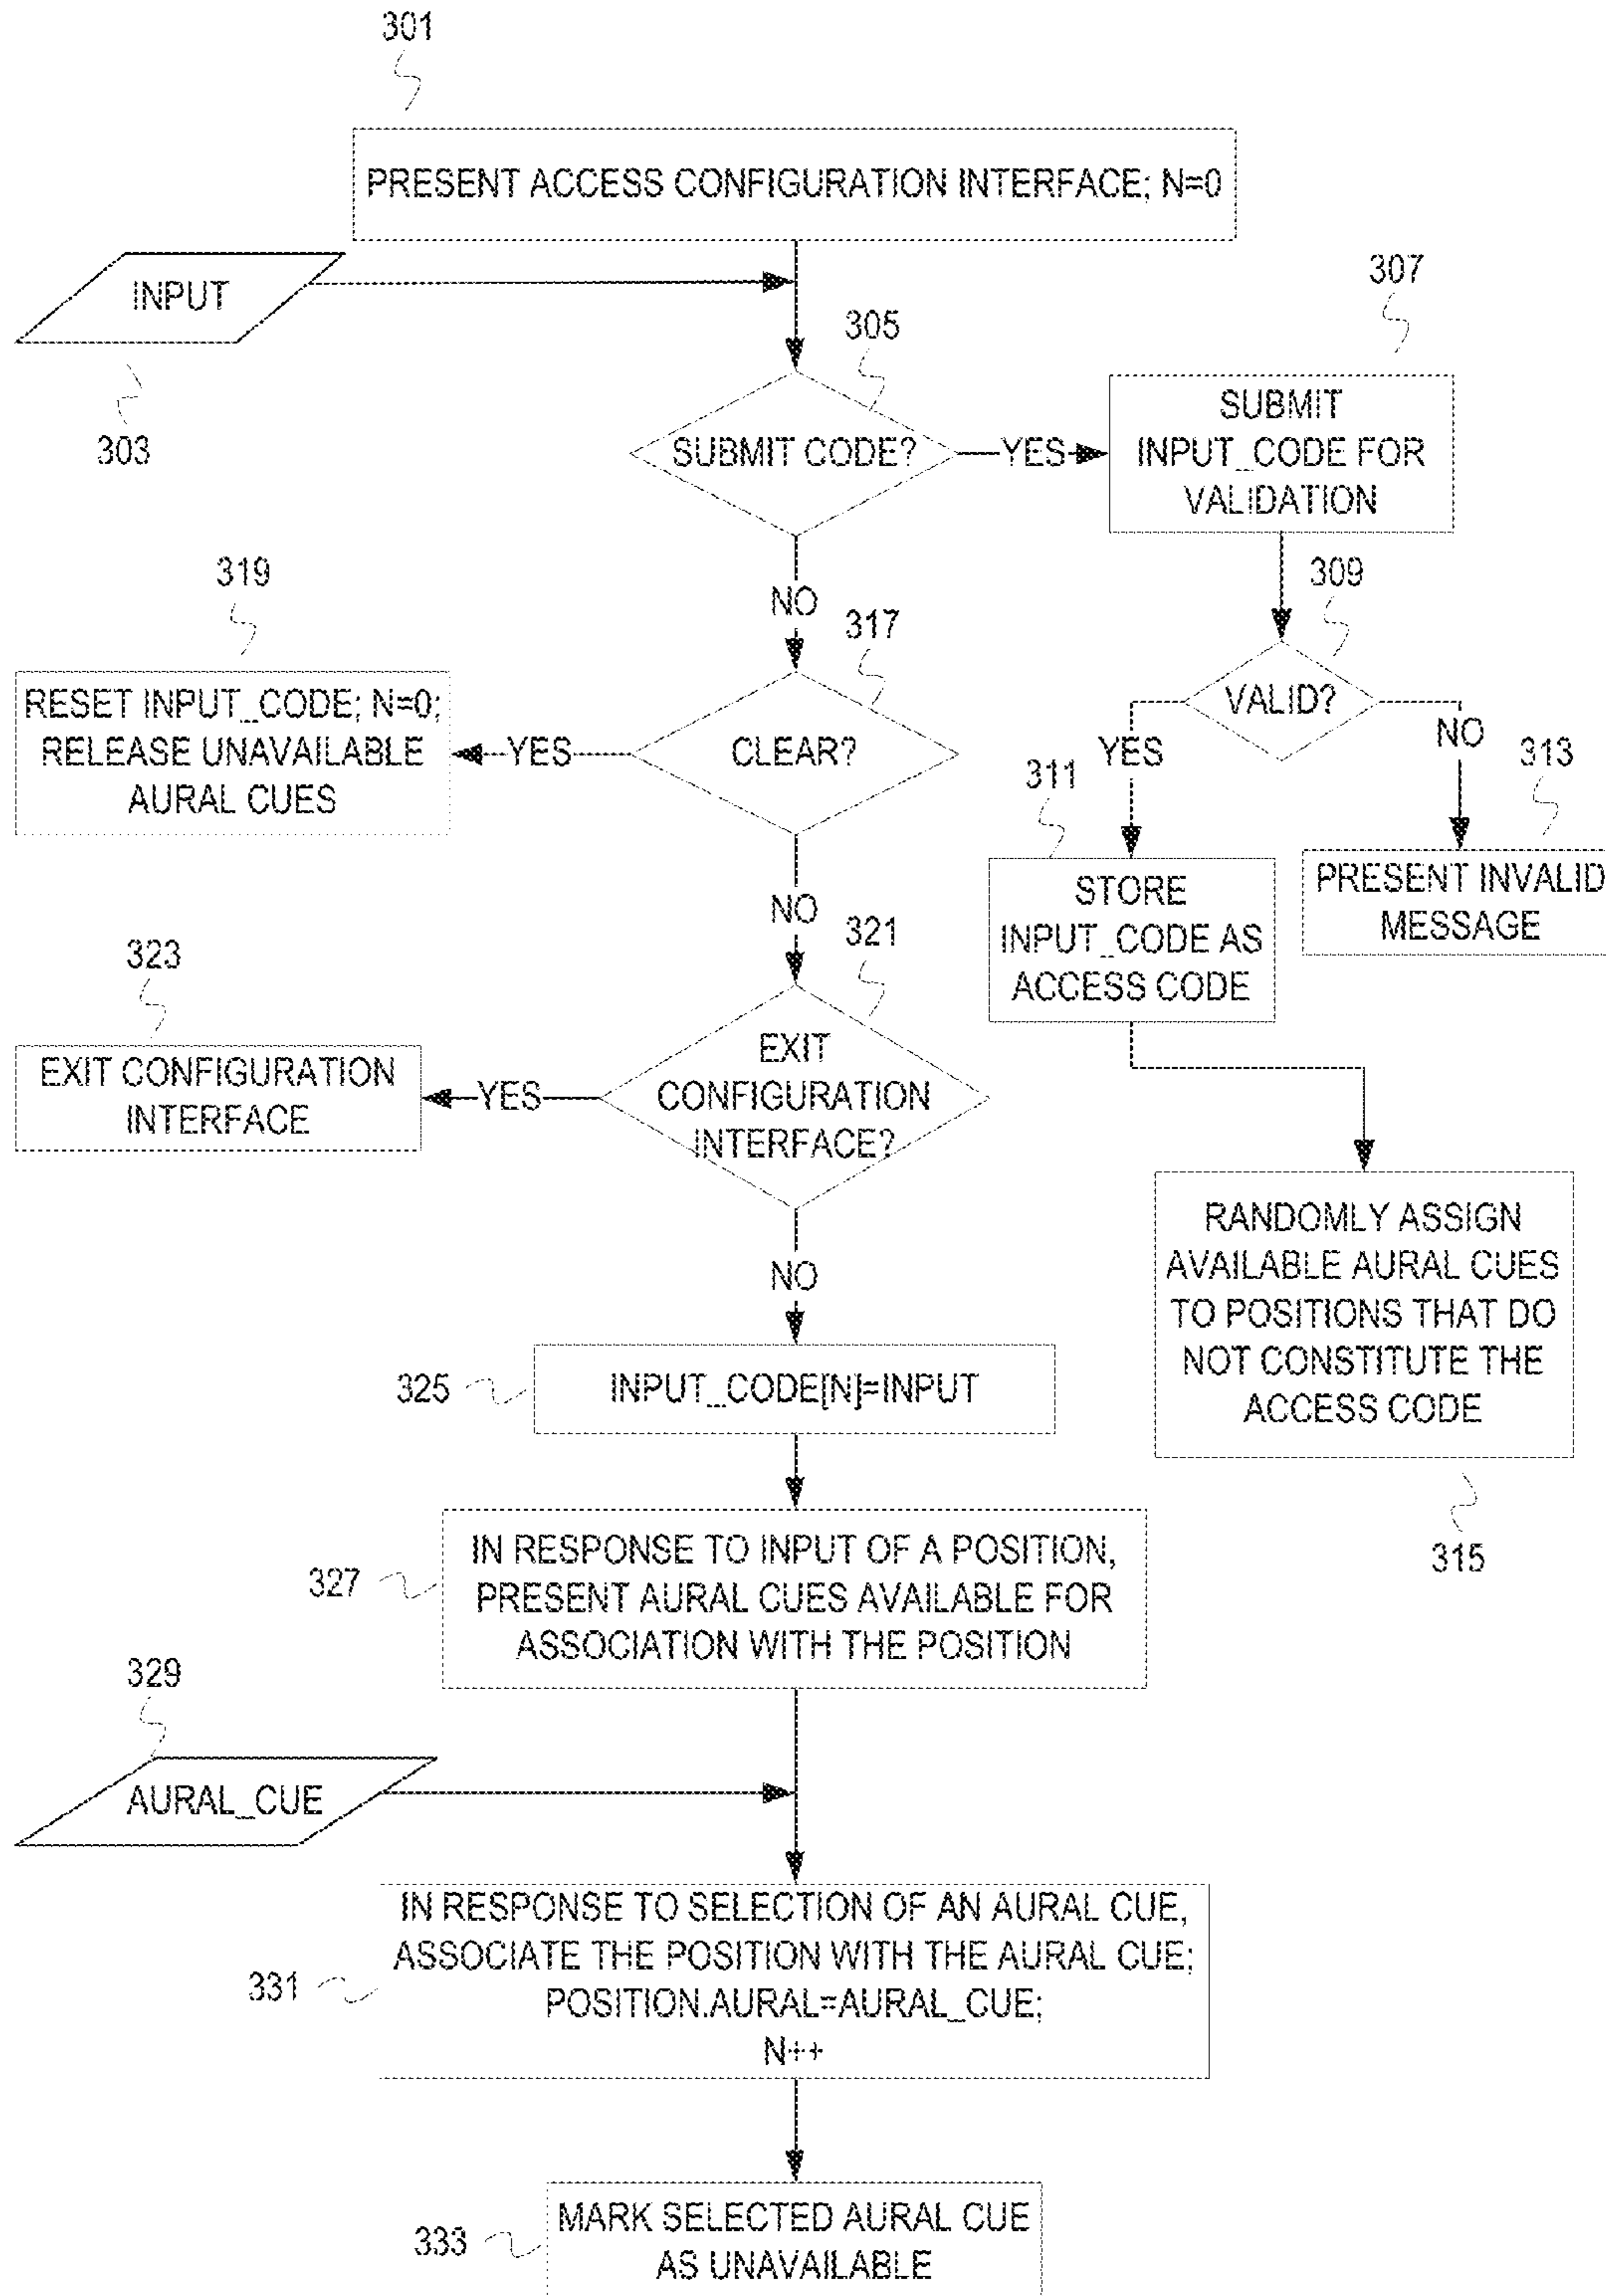 301
PRESENT ACCESS CONFIGURATION INTERFACE; N=0
INPUT
303
305
SUBMIT CODE?
YES
307
SUBMIT
INPUT_CODE FOR
VALIDATION
NO
309
VALID?
YES
NO
311
STORE
INPUT_CODE AS
ACCESS CODE
313
PRESENT INVALID
MESSAGE
RANDOMLY ASSIGN
AVAILABLE AURAL CUES
TO POSITIONS THAT DO
NOT CONSTITUTE THE
ACCESS CODE
315
317
CLEAR?
YES
319
RESET INPUT_CODE; N=0;
RELEASE UNAVAILABLE
AURAL CUES
NO
321
EXIT
CONFIGURATION
INTERFACE?
YES
323
EXIT CONFIGURATION
INTERFACE
NO
325
INPUT_CODE[N]=INPUT
327
IN RESPONSE TO INPUT OF A POSITION,
PRESENT AURAL CUES AVAILABLE FOR
ASSOCIATION WITH THE POSITION
329
AURAL_CUE
331
IN RESPONSE TO SELECTION OF AN AURAL CUE,
ASSOCIATE THE POSITION WITH THE AURAL CUE;
POSITION.AURAL=AURAL_CUE;
N++
333
MARK SELECTED AURAL CUE
AS UNAVAILABLE